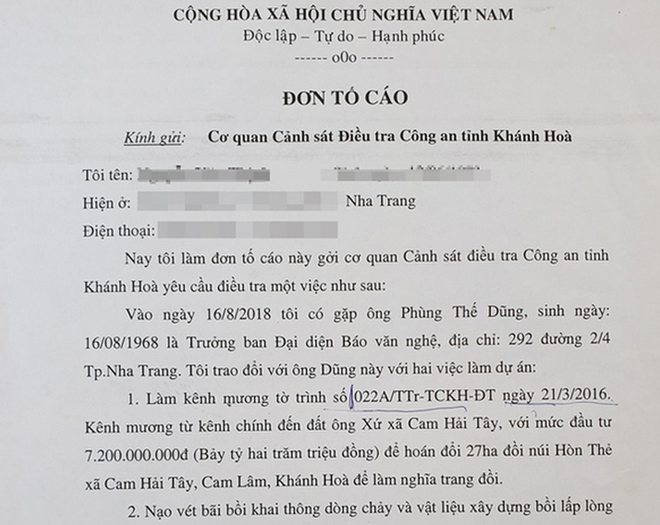 CỘNG HÒA XÃ HỘI CHỦ NGHĨA VIỆT NAM
Độc lập – Tự do – Hạnh phúc
------ o0o ------
ĐƠN TỐ CÁO
Kính gửi: Cơ quan Cảnh sát Điều tra Công an tỉnh Khánh Hoà
Tôi tên:
Hiện ở: Nha Trang
Điện thoại:
Nay tôi làm đơn tố cáo này gởi cơ quan Cảnh sát điều tra Công an tỉnh
Khánh Hoà yêu cầu điều tra một việc như sau:
Vào ngày 16/8/2018 tôi có gặp ông Phùng Thế Dũng, sinh ngày:
16/08/1968 là Trưởng ban Đại diện Báo văn nghệ, địa chỉ: 292 đường 2/4
Tp.Nha Trang. Tôi trao đổi với ông Dũng này với hai việc làm dự án:
1. Làm kênh mương tờ trình số 022A/TTr-TCKH-ĐT ngày 21/3/2016.
Kênh mương từ kênh chính đến đất ông Xứ xã Cam Hải Tây, với mức đầu tư
7.200.000.000đ (Bảy tỷ hai trăm triệu đồng) để hoán đổi 27ha đồi núi Hòn Thẻ
xã Cam Hải Tây, Cam Lâm, Khánh Hoà để làm nghĩa trang đồi.
2. Nạo vét bãi bồi khai thông dòng chảy và vật liệu xây dựng bồi lấp lòng